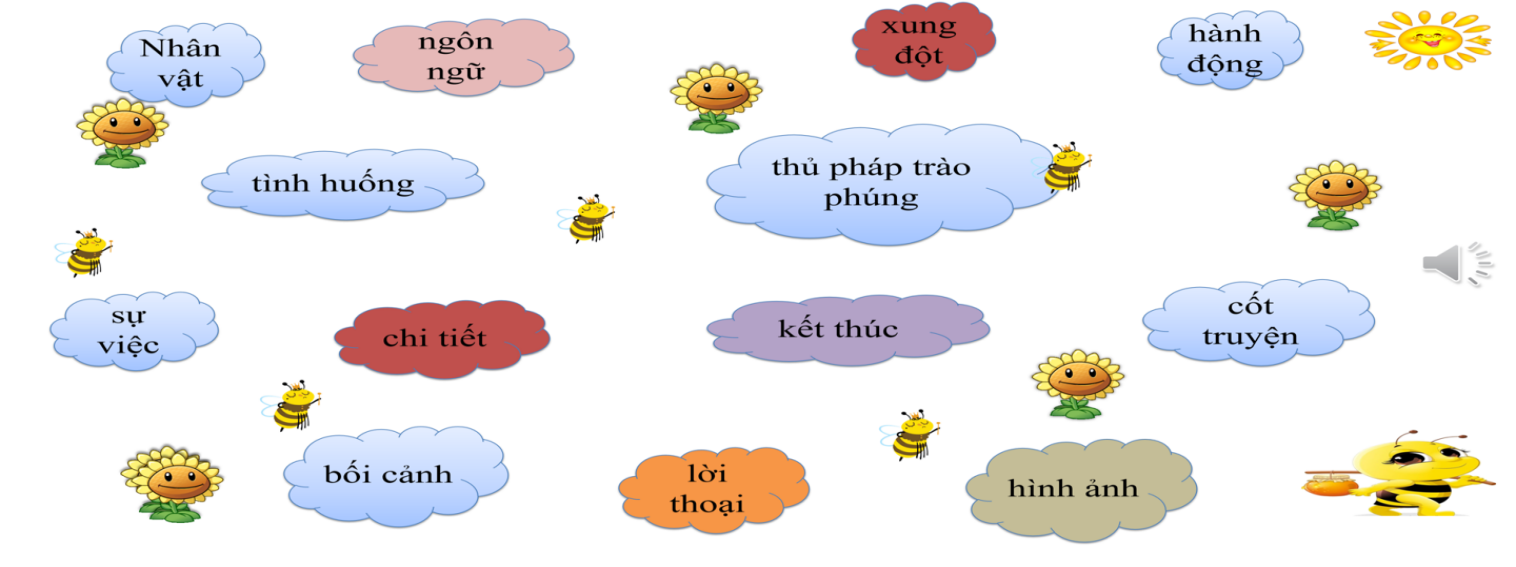 Nhân
vật
ngôn
ngữ
xung
đột
hành
động
tình huống
thủ pháp trào
phúng
sự
việc
chi tiết
kết thúc
cốt
truyện
bối cảnh
lời
thoại
hình ảnh